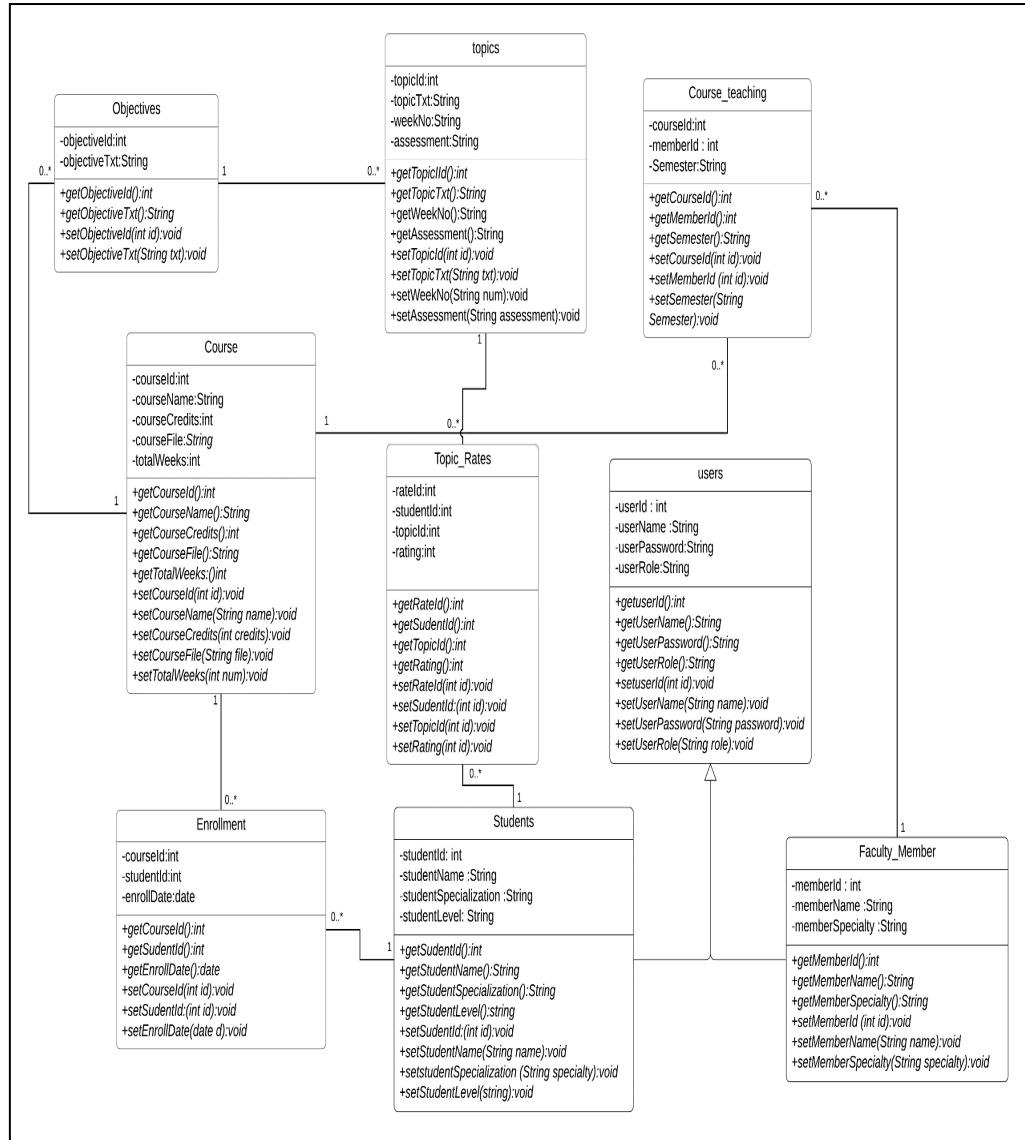 topics
-topicId:int
-topicTxt:String
-weekNo:String
-assessment:String
+getTopicIId():int
+getTopicTxt():String
+getWeekNo():String
+getAssessment():String
+setTopicId(int id):void
+setTopicTxt(String txt):void
+setWeekNo(String num):void
+setAssessment(String assessment):void
1
Course_teaching
-courseId:int
-memberId : int
-Semester:String
+getCourseId():int
+getMemberId():int
+getSemester():String
+setCourseId(int id):void
+setMemberId (int id):void
+setSemester(String
Semester):void
0..*
0..*
Objectives
-objectiveId:int
-objectiveTxt:String
+getObjectiveId():int
+getObjectiveTxt():String
+setObjectiveId(int id):void
+setObjectiveTxt(String txt):void
0..*
1
0..*
Course
-courseId:int
-courseName:String
-courseCredits:int
-courseFile:String
-totalWeeks:int
+getCourseId():int
+getCourseName():String
+getCourseCredits():int
+getCourseFile():String
+getTotalWeeks:()int
+setCourseId(int id):void
+setCourseName(String name):void
+setCourseCredits(int credits):void
+setCourseFile(String file):void
+setTotalWeeks(int num):void
1
1
1
0..*
Topic_Rates
-rateId:int
-studentId:int
-topicId:int
-rating:int
+getRateId():int
+getSudentId():int
+getTopicId():int
+getRating():int
+setRateId(int id):void
+setSudentId:(int id):void
+setTopicId(int id):void
+setRating(int id):void
0..*
users
-userId : int
-userName :String
-userPassword:String
-userRole:String
+getuserId():int
+getUserName():String
+getUserPassword():String
+getUserRole():String
+setuserId(int id):void
+setUserName(String name):void
+setUserPassword(String password):void
+setUserRole(String role):void
0..*
Enrollment
-courseId:int
-studentId:int
-enrollDate:date
+getCourseId():int
+getSudentId():int
+getEnrollDate():date
+setCourseId(int id):void
+setSudentId:(int id):void
+setEnrollDate(date d):void
0..*
1
1
Students
-studentId: int
-studentName :String
-studentSpecialization :String
-studentLevel: String
+getSudentId():int
+getStudentName():String
+getStudentSpecialization():String
+getStudentLevel():string
+setSudentId:(int id):void
+setStudentName(String name):void
+setstudentSpecialization (String specialty):void
+setStudentLevel(string):void
1
Faculty_Member
-memberId : int
-memberName :String
-memberSpecialty :String
+getMemberId():int
+getMemberName():String
+getMemberSpecialty():String
+setMemberId (int id):void
+setMemberName(String name):void
+setMemberSpecialty(String specialty):void